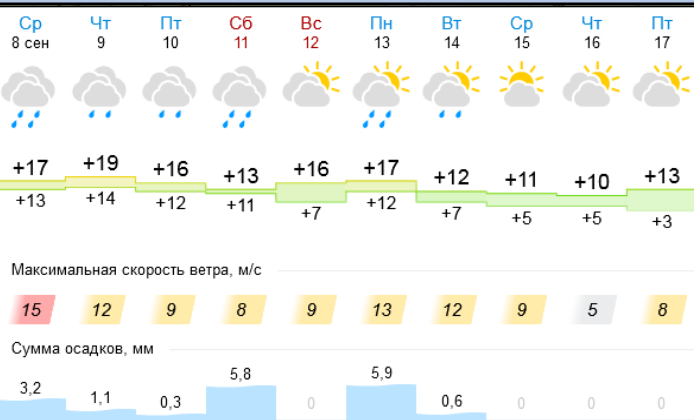 Ср Чт Пт Сб Вс Пн Вт Ср Чт Пт
8 сен 9 10 11 12 13 14 15 16 17
+17 +19 +16 +13 +16 +17 +12 +11 +10 +13
+13 +14 +12 +11 +7 +12 +7 +5 +5 +3
Максимальная скорость ветра, м/с
15 12 9 8 9 13 12 9 5 8
Сумма осадков, мм
3,2 1,1 0,3 5,8 0 5,9 0,6 0 0 0